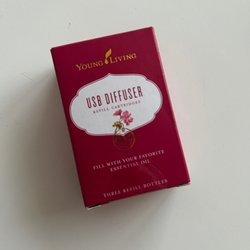 YOUNG LIVING
USB DIFFUSER
REFILL CARTRIDGES
FILL WITH YOUR FAVORITE
ESSENTIAL OIL
THREE REFILL BOTTLES